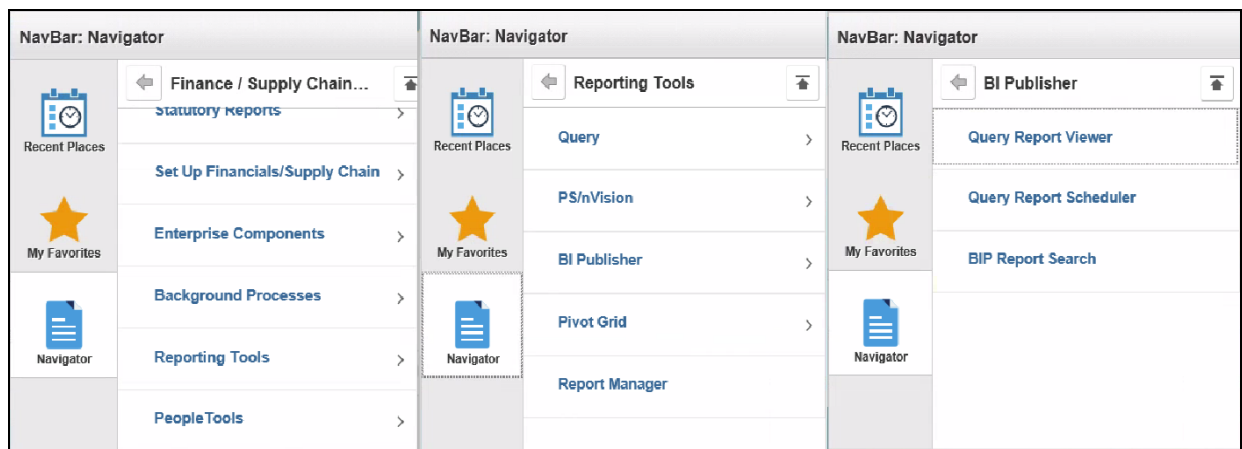 NavBar: Navigator
Finance / Supply Chain...
Recent Places
My Favorites
Navigator
Statutory Reports
Set Up Financials/Supply Chain
Enterprise Components
Background Processes
Reporting Tools
PeopleTools
NavBar: Navigator
Reporting Tools
Recent Places
My Favorites
Navigator
Query
PS/nVision
BI Publisher
Pivot Grid
Report Manager
NavBar: Navigator
BI Publisher
Recent Places
My Favorites
Navigator
Query Report Viewer
Query Report Scheduler
BIP Report Search